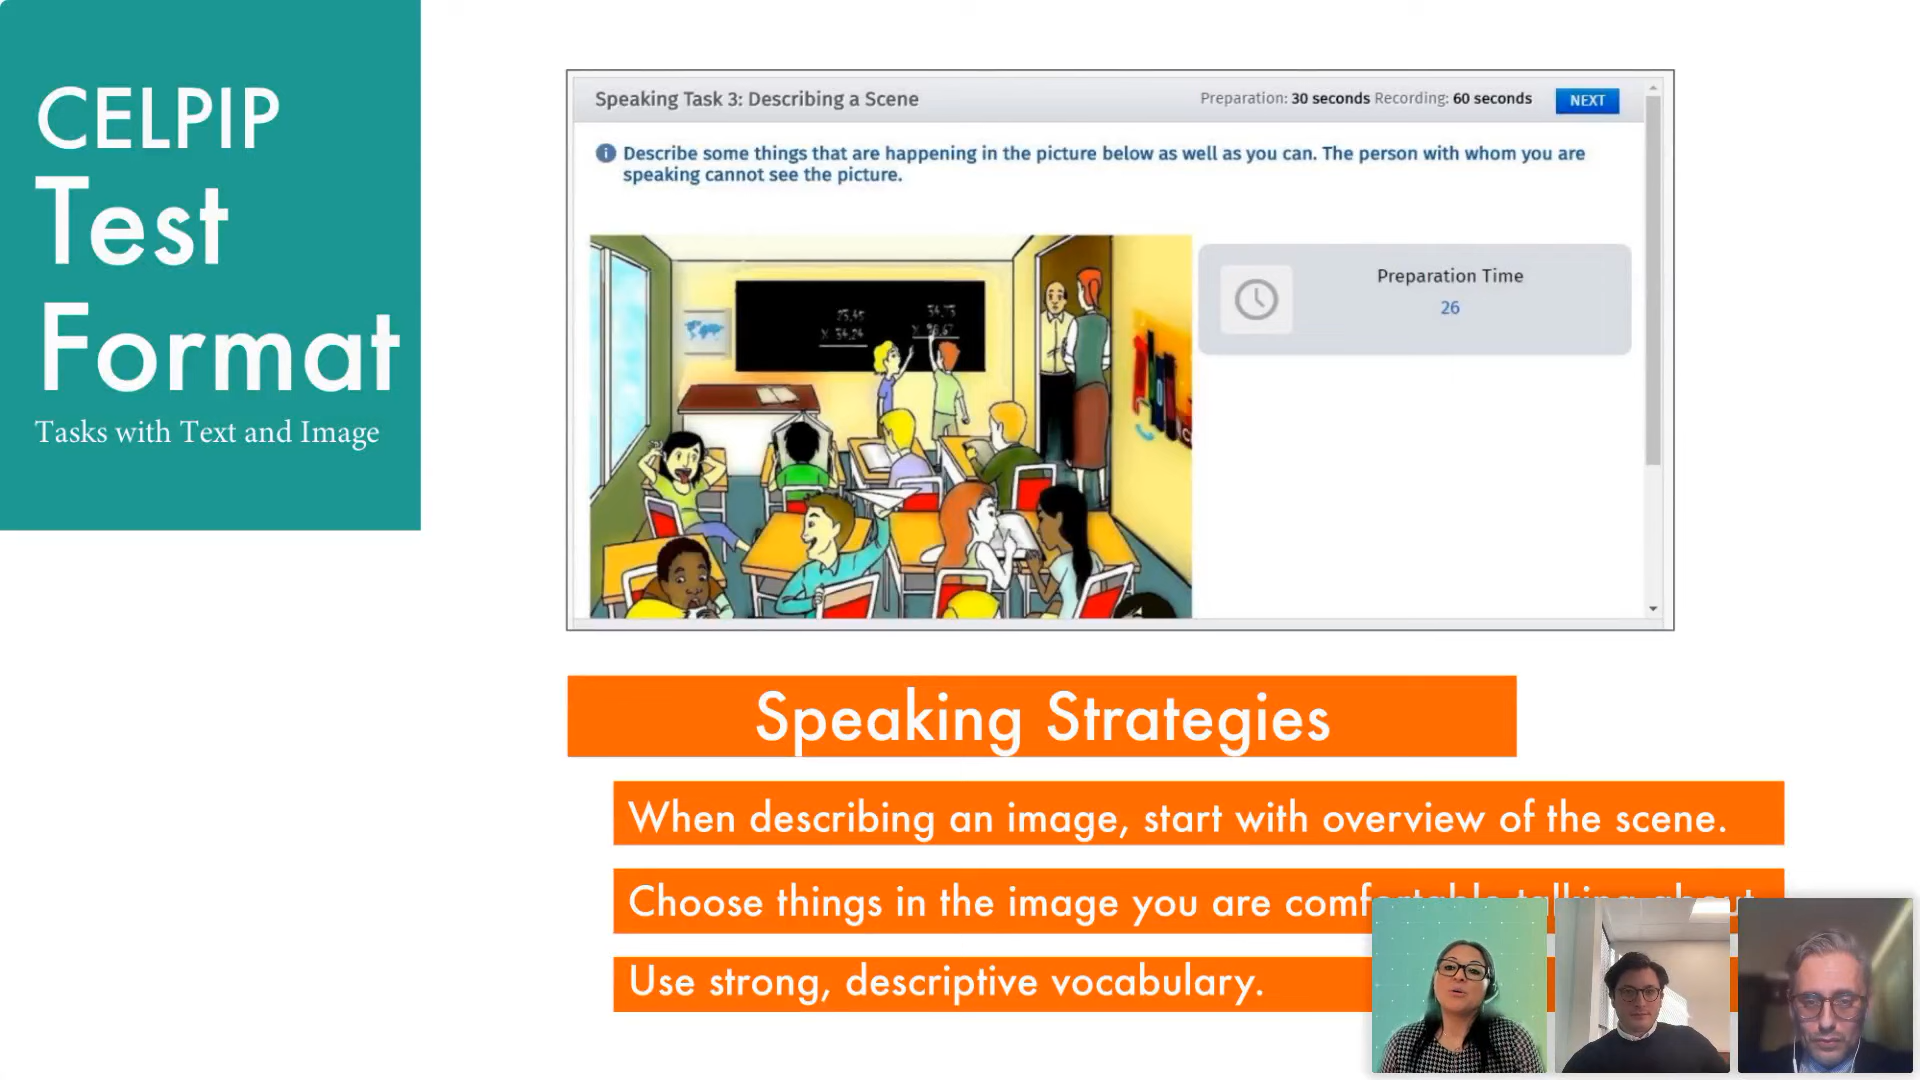 CELPIP
Test
Format
Tasks with Text and Image
Speaking Task 3: Describing a Scene
Preparation: 30 seconds Recording: 60 seconds
NEXT
Describe some things that are happening in the picture below as well as you can. The person with whom you are
speaking cannot see the picture.
Preparation Time
26
Speaking Strategies
When describing an image, start with overview of the scene.
Choose things in the image you are comfortable talking about
Use strong, descriptive vocabulary.